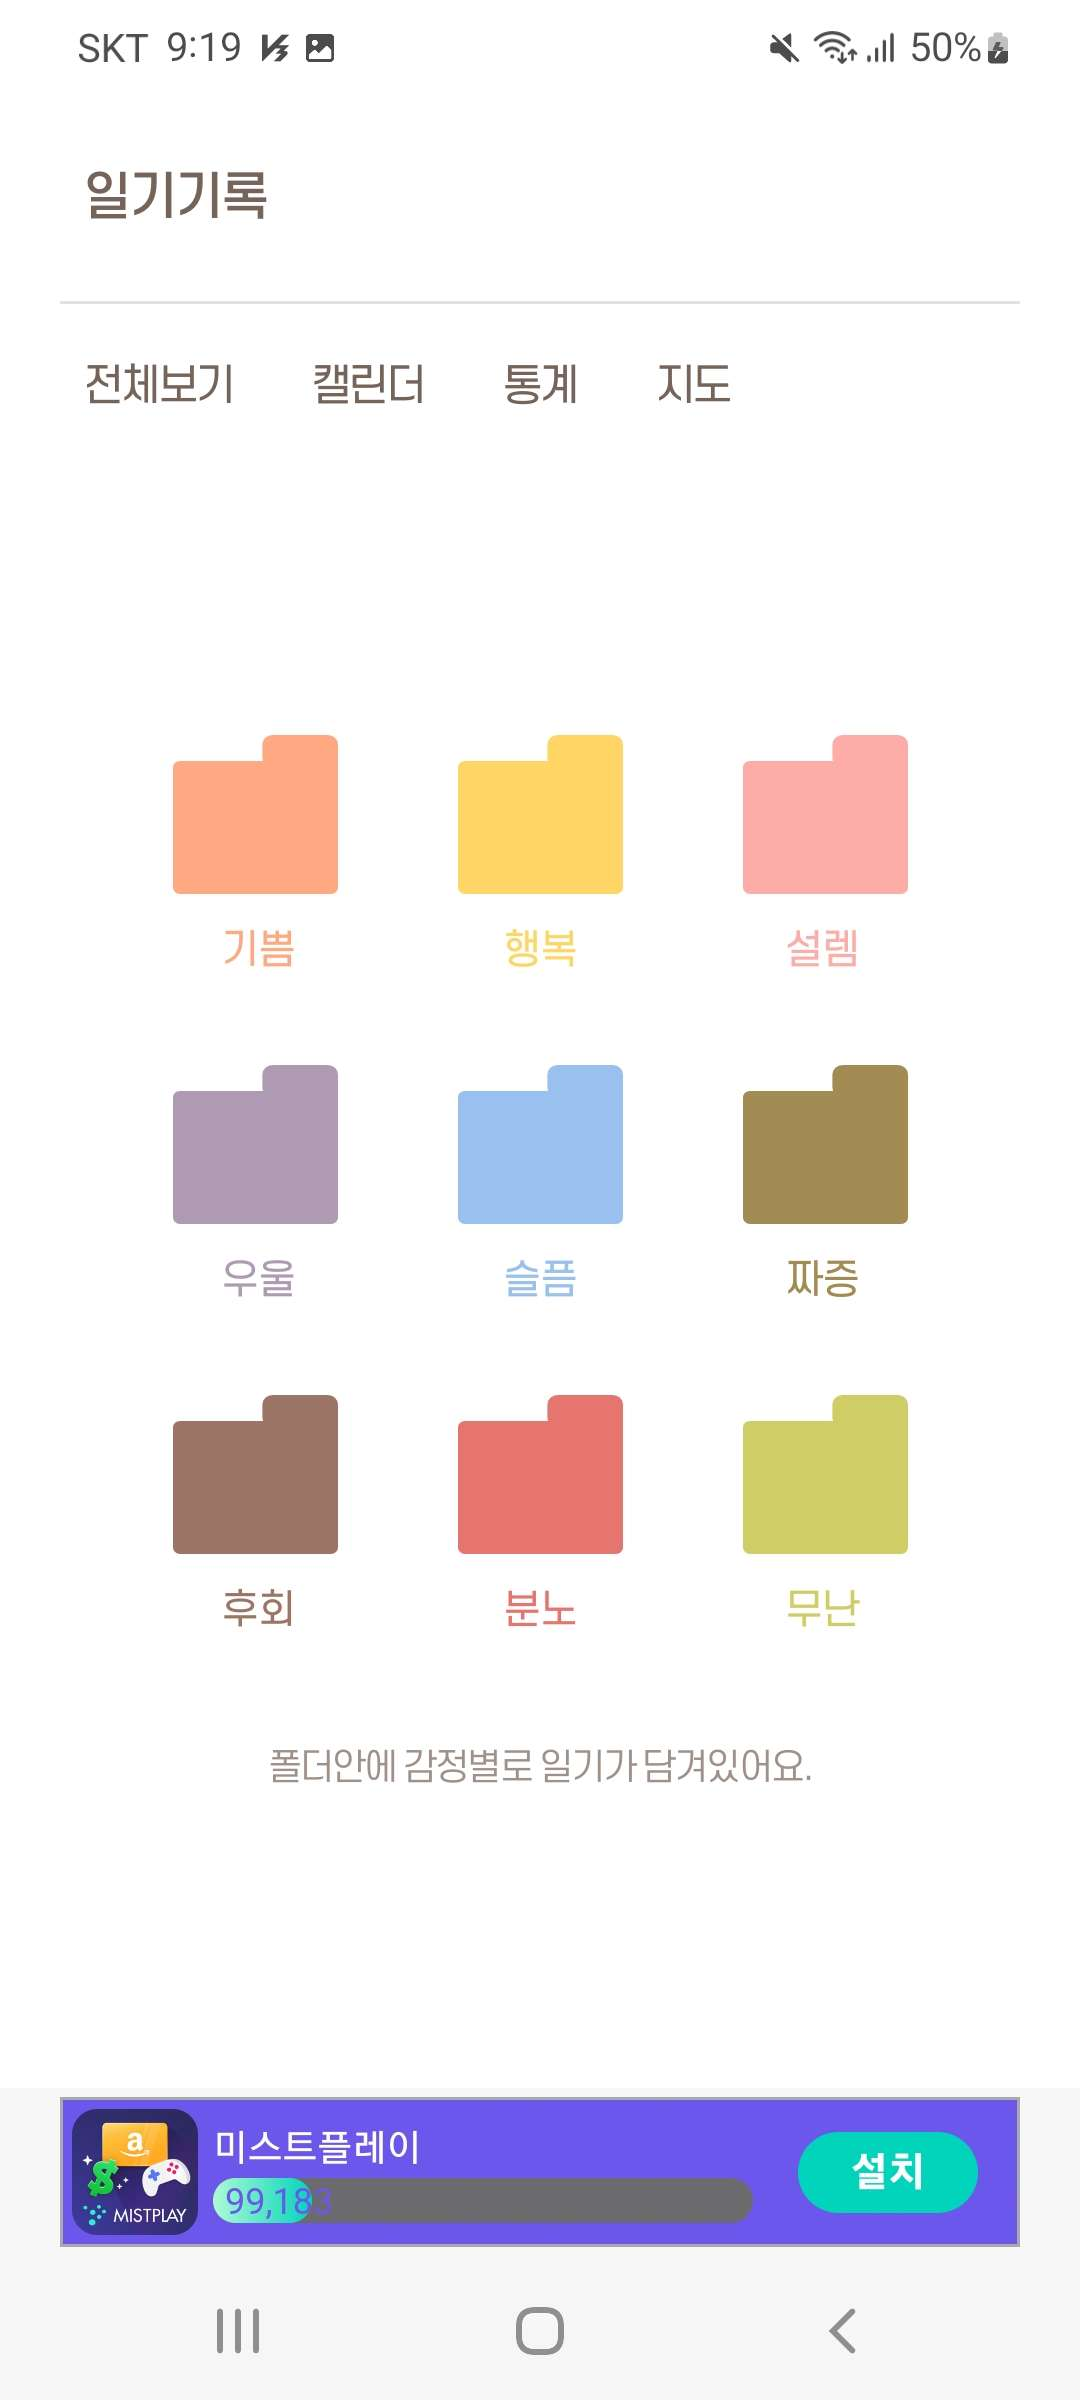 SKT 9:19 50%
일기기록
전체보기 캘린더 통계 지도
기쁨 행복 설렘
우울 슬픔 짜증
후회 분노 무난
폴더안에 감정별로 일기가 담겨있어요.
a
$
MISTPLAY
미스트플레이
99,183
설치